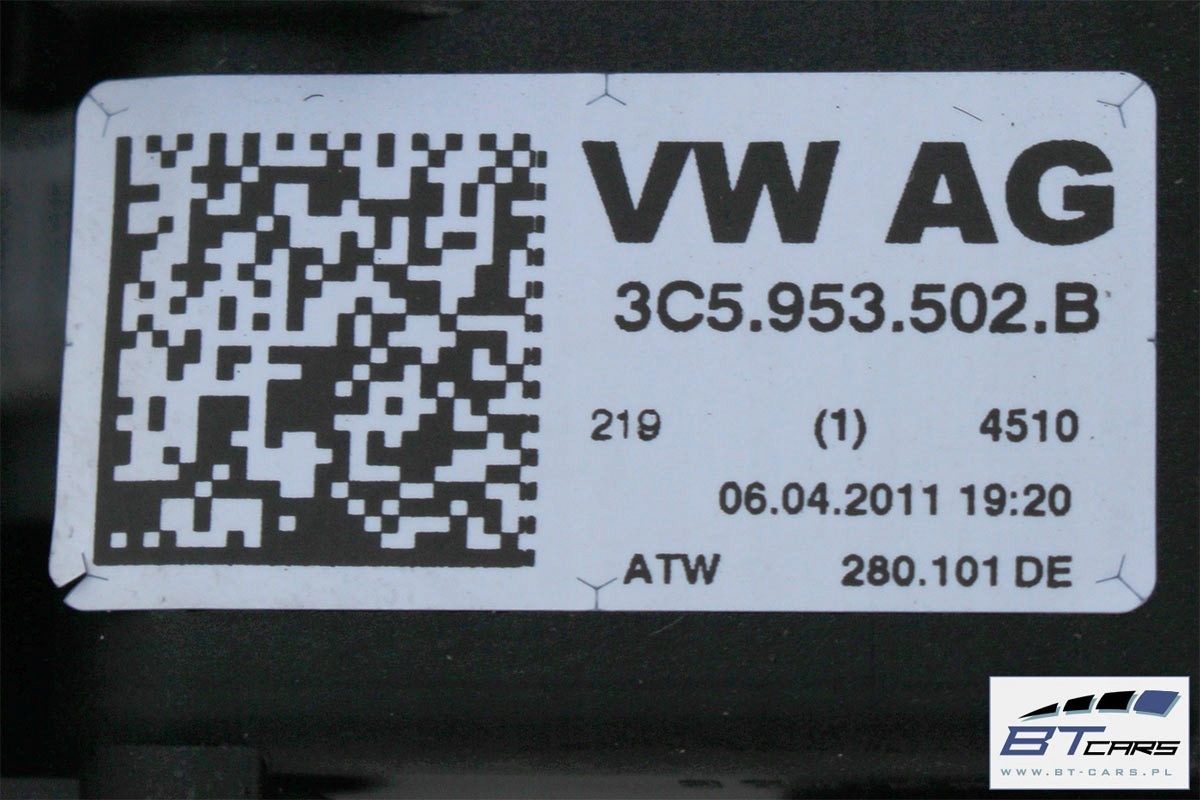 VW AG
3C5.953.502.B
219 (1) 4510
06.04.2011 19:20
ATW 280.101 DE
BT CARS
WWW.BT-CARS.PL